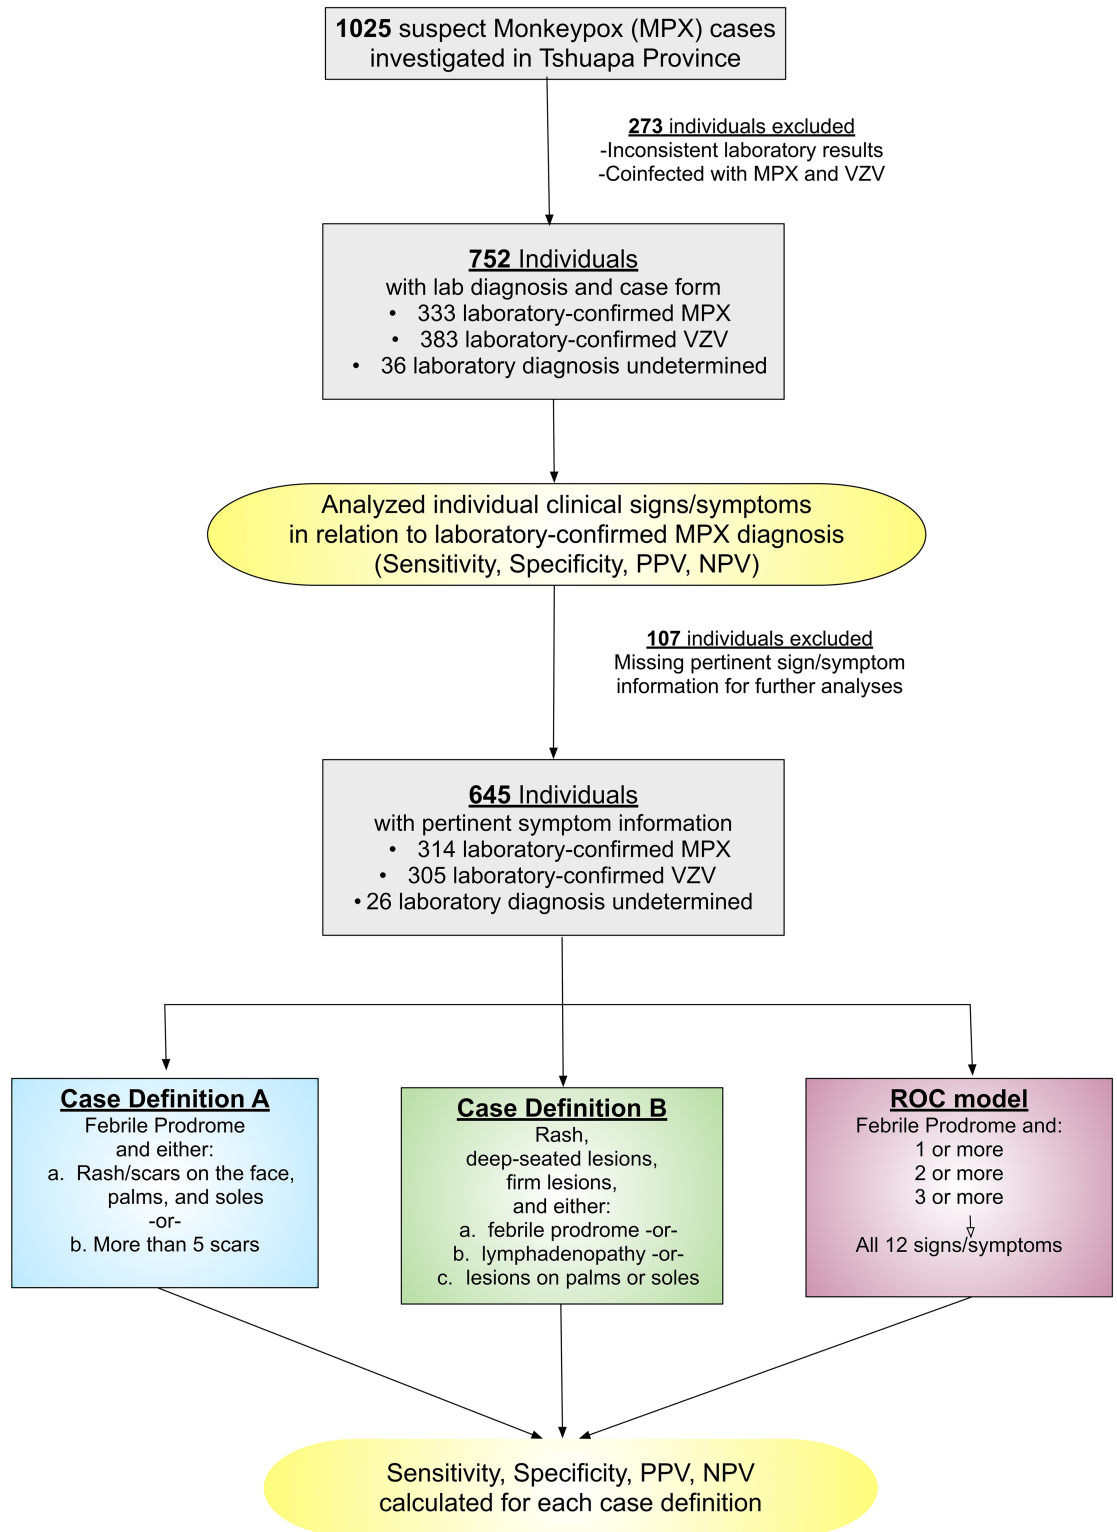 1025 suspect Monkeypox (MPX) cases
investigated in Tshuapa Province
273 individuals excluded
-Inconsistent laboratory results
-Coinfected with MPX and VZV
752 Individuals
with lab diagnosis and case form
• 333 laboratory-confirmed MPX
• 383 laboratory-confirmed VZV
• 36 laboratory diagnosis undetermined
Analyzed individual clinical signs/symptoms
in relation to laboratory-confirmed MPX diagnosis
(Sensitivity, Specificity, PPV, NPV)
107 individuals excluded
Missing pertinent sign/symptom
information for further analyses
645 Individuals
with pertinent symptom information
• 314 laboratory-confirmed MPX
• 305 laboratory-confirmed VZV
• 26 laboratory diagnosis undetermined
Case Definition A
Febrile Prodrome
and either:
a. Rash/scars on the face,
palms, and soles
-or-
b. More than 5 scars
Case Definition B
Rash,
deep-seated lesions,
firm lesions,
and either:
a. febrile prodrome -or-
b. lymphadenopathy -or-
c. lesions on palms or soles
ROC model
Febrile Prodrome and:
1 or more
2 or more
3 or more
All 12 signs/symptoms
Sensitivity, Specificity, PPV, NPV
calculated for each case definition